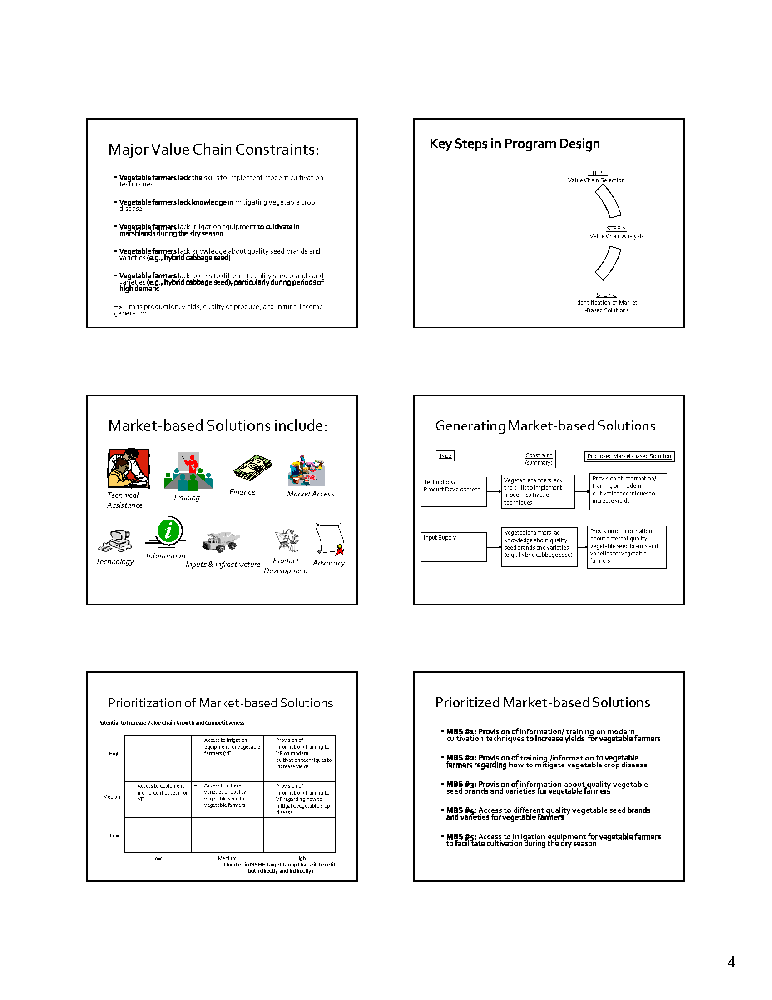 Major Value Chain Constraints:
▪ Vegetable farmers lack the skills to implement modern cultivation
techniques
▪ Vegetable farmers lack knowledge in mitigating vegetable crop
disease
▪ Vegetable farmers lack irrigation equipment to cultivate in
marshlands during the dry season
▪ Vegetable farmers lack knowledge about quality seed brands and
varieties (e.g., hybrid cabbage seed)
▪ Vegetable farmers lack access to different quality seed brands and
varieties (e.g., hybrid cabbage seed), particularly during periods of
high demand
=> Limits production, yields, quality of produce, and in turn, income
generation.
Key Steps in Program Design
STEP 1:
Value Chain Selection
STEP 2:
Value Chain Analysis
STEP 3:
Identification of Market
-Based Solutions
Market-based Solutions include:
Technical
Assistance
Training
Finance
Market Access
Technology
Information
Inputs & Infrastructure
Product
Development
Advocacy
Generating Market-based Solutions
Type
Constraint
(summary)
Proposed Market-based Solution
Technology/
Product Development
Vegetable farmers lack
the skills to implement
modern cultivation
techniques
Provision of information/
training on modern
cultivation techniques to
increase yields
Input Supply
Vegetable farmers lack
knowledge about quality
seed brands and varieties
(e.g., hybrid cabbage seed)
Provision of information
about different quality
vegetable seed brands and
varieties for vegetable
farmers.
Prioritization of Market-based Solutions
Potential to Increase Value Chain Growth and Competitiveness
High
– Access to irrigation
equipment for vegetable
farmers (VF)
– Provision of
information/ training to
VP on modern
cultivation techniques to
increase yields
Medium
– Access to equipment
(i.e., greenhouses) for
VF
– Access to different
varieties of quality
vegetable seed for
vegetable farmers
– Provision of
information/ training to
VF regarding how to
mitigate vegetable crop
disease
Low
Low Medium High
Number in MSME Target Group that will benefit
(both directly and indirectly)
Prioritized Market-based Solutions
▪ MBS #1: Provision of information/ training on modern
cultivation techniques to increase yields for vegetable farmers
▪ MBS #2: Provision of training /information to vegetable
farmers regarding how to mitigate vegetable crop disease
▪ MBS #3: Provision of information about quality vegetable
seed brands and varieties for vegetable farmers
▪ MBS #4: Access to different quality vegetable seed brands
and varieties for vegetable farmers
▪ MBS #5: Access to irrigation equipment for vegetable farmers
to facilitate cultivation during the dry season
4